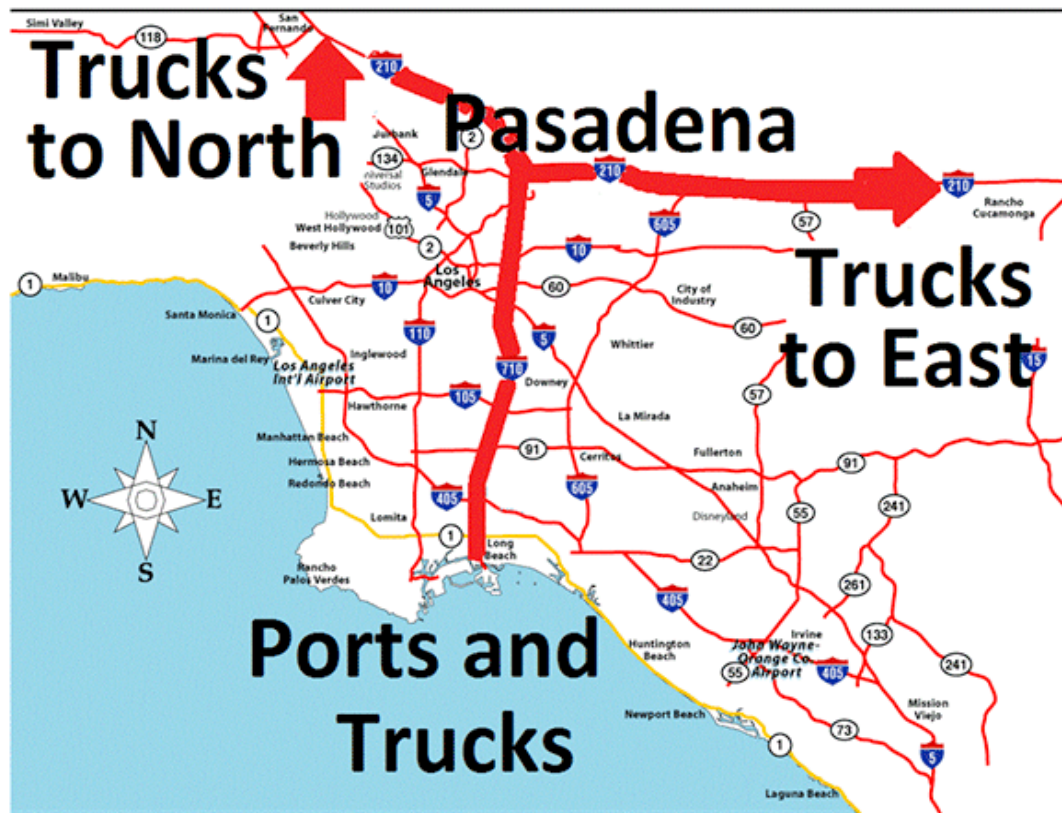 Simi Valley
118
San
Fernando
Trucks
to North
210
Pasadena
2
134
Glendale
Studios
5
210
210
Rancho
Cucamonga
605
57
Hollywood
West Hollywood
101
Beverly Hills
2
10
Los
Angeles
1
Malibu
10
Culver City
60
City of
Industry
60
Trucks
to East
15
Santa Monica
1
110
5
Whittier
Marina del Rey
Los Angeles
Int'l Airport
Inglewood
710
Downey
Hawthorne
105
57
La Mirada
Manhattan Beach
91
Cerritos
Fullerton
91
Hermosa Beach
Redondo Beach
405
605
Anaheim
Disneyland
55
241
N
W
E
S
Lomita
1
Long
Beach
22
Rancho
Palos Verdes
405
261
Ports and
Trucks
Huntington
Beach
Irvine
John Wayne-
Orange Co
Airport
55
405
133
241
Newport Beach
Mission
Viejo
73
1
5
Laguna Beach